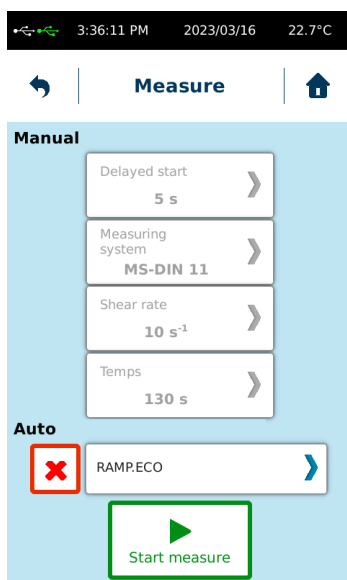 3:36:11 PM 2023/03/16 22.7°C
Measure
Manual
Delayed start
5 s
Measuring
system
MS-DIN 11
Shear rate
10 s⁻¹
Temps
130 s
Auto
RAMP.ECO
Start measure